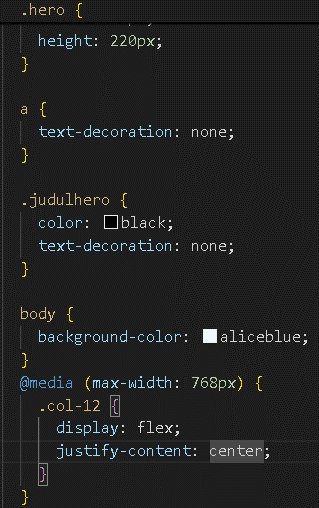 .hero {
height: 220px;
}
a {
text-decoration: none;
}
.judulhero {
color: black;
text-decoration: none;
}
body {
background-color: aliceblue;
}
@media (max-width: 768px) {
.col-12 {
display: flex;
justify-content: center;
}
}